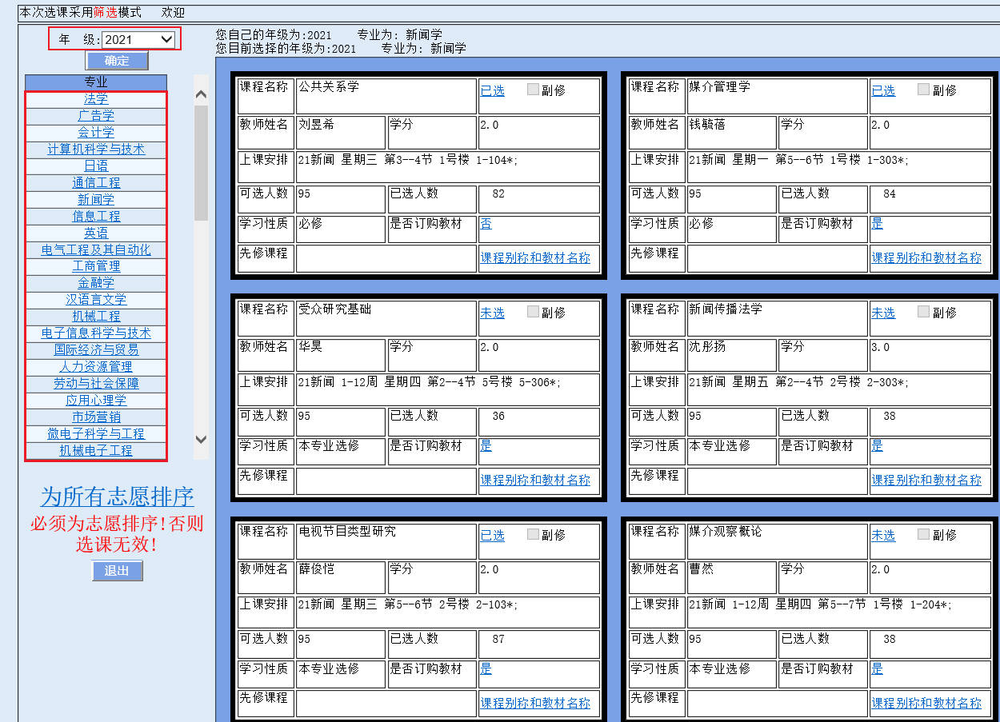 本次选课采用筛选模式 欢迎
年 级:2021
确定
专业
法学
广告学
会计学
计算机科学与技术
日语
通信工程
新闻学
信息工程
英语
电气工程及其自动化
工商管理
金融学
汉语言文学
机械工程
电子信息科学与技术
国际经济与贸易
人力资源管理
劳动与社会保障
应用心理学
市场营销
微电子科学与工程
机械电子工程
为所有志愿排序
必须为志愿排序!否则
选课无效!
退出
您自己的年级为:2021 专业为: 新闻学
您目前选择的年级为:2021 专业为: 新闻学
课程名称 公共关系学 已选 副修
教师姓名 刘昱希 学分 2.0
上课安排 21新闻 星期三 第3--4节 1号楼 1-104*;
可选人数 95 已选人数 82
学习性质 必修 是否订购教材 否
先修课程 课程别称和教材名称
课程名称 媒介管理学 已选 副修
教师姓名 钱毓蓓 学分 2.0
上课安排 21新闻 星期一 第5--6节 1号楼 1-303*;
可选人数 95 已选人数 84
学习性质 必修 是否订购教材 是
先修课程 课程别称和教材名称
课程名称 受众研究基础 未选 副修
教师姓名 华昊 学分 2.0
上课安排 21新闻 1-12周 星期四 第2--4节 5号楼 5-306*;
可选人数 95 已选人数 36
学习性质 本专业选修 是否订购教材 是
先修课程 课程别称和教材名称
课程名称 新闻传播法学 未选 副修
教师姓名 沈彤扬 学分 3.0
上课安排 21新闻 星期五 第2--4节 2号楼 2-303*;
可选人数 95 已选人数 38
学习性质 本专业选修 是否订购教材 是
先修课程 课程别称和教材名称
课程名称 电视节目类型研究 已选 副修
教师姓名 薛俊恺 学分 2.0
上课安排 21新闻 星期三 第5--6节 2号楼 2-103*;
可选人数 95 已选人数 87
学习性质 本专业选修 是否订购教材 是
先修课程 课程别称和教材名称
课程名称 媒介观察概论 未选 副修
教师姓名 曹然 学分 2.0
上课安排 21新闻 1-12周 星期四 第5--7节 1号楼 1-204*;
可选人数 95 已选人数 38
学习性质 本专业选修 是否订购教材 是
先修课程 课程别称和教材名称